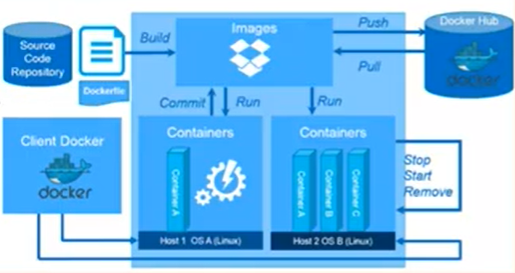 Source
Code
Repository
Dockerfile
Build
Images
Push
Pull
Docker Hub
docker
Commit
Run
Run
Client Docker
docker
Containers
Container A
Host 1 OS A (Linux)
Containers
Container A
Container B
Container C
Host 2 OS B (Linux)
Stop
Start
Remove